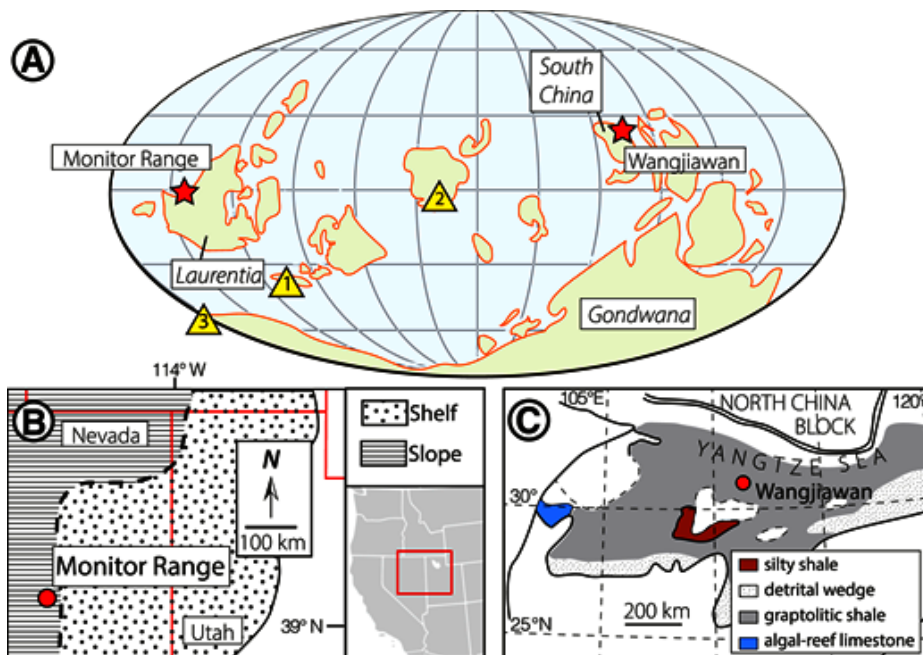 A
South
China
Monitor Range
Wangjiawan
2
Laurentia
1
3
Gondwana
114° W
B
Nevada
Shelf
Slope
N
100 km
Monitor Range
Utah
39° N
C
105°E
120°
NORTH CHINA
BLOCK
YANGTZE SEA
Wangjiawan
30°
silty shale
detrital wedge
graptolitic shale
algal-reef limestone
200 km
25°N